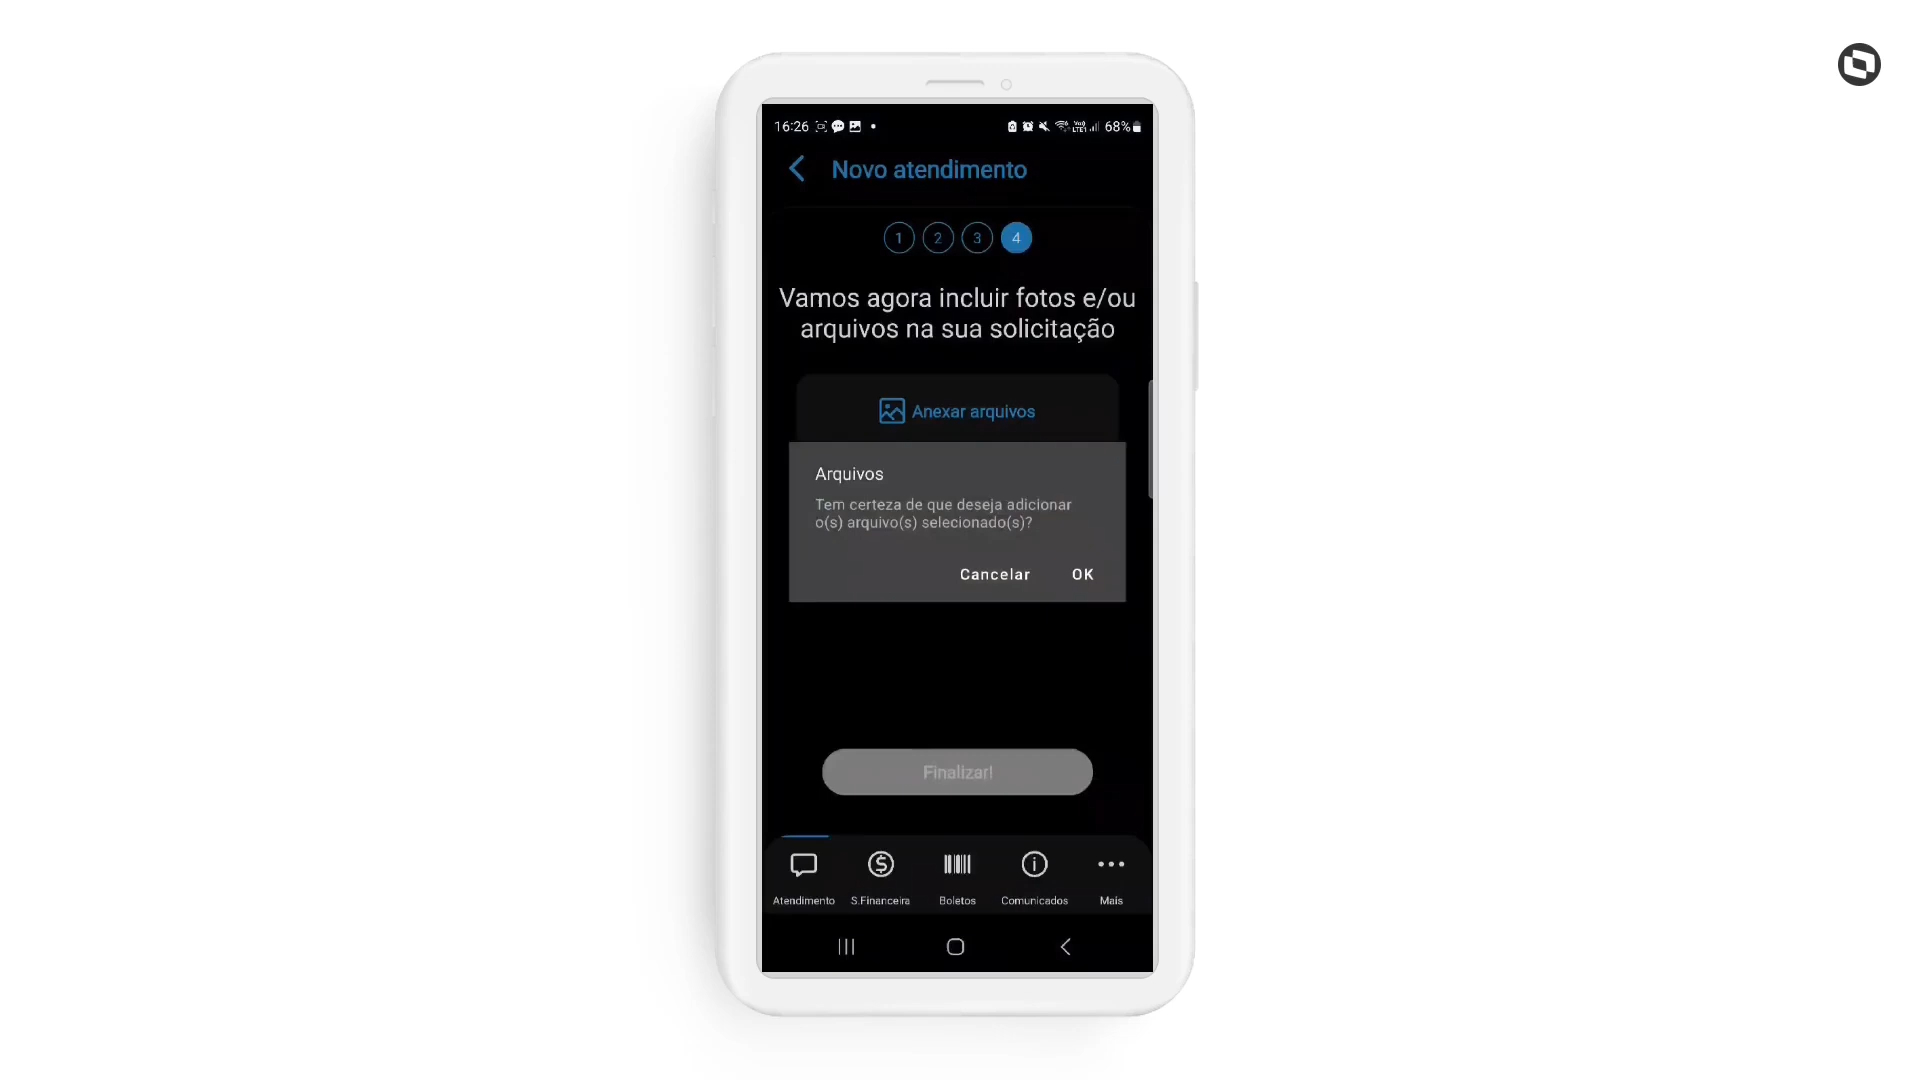 16:26
68%
Novo atendimento
1 2 3 4
Vamos agora incluir fotos e/ou
arquivos na sua solicitação
Anexar arquivos
Arquivos
Tem certeza de que deseja adicionar
o(s) arquivo(s) selecionado(s)?
Cancelar OK
Finalizar!
Atendimento S.Financeira Boletos Comunicados Mais